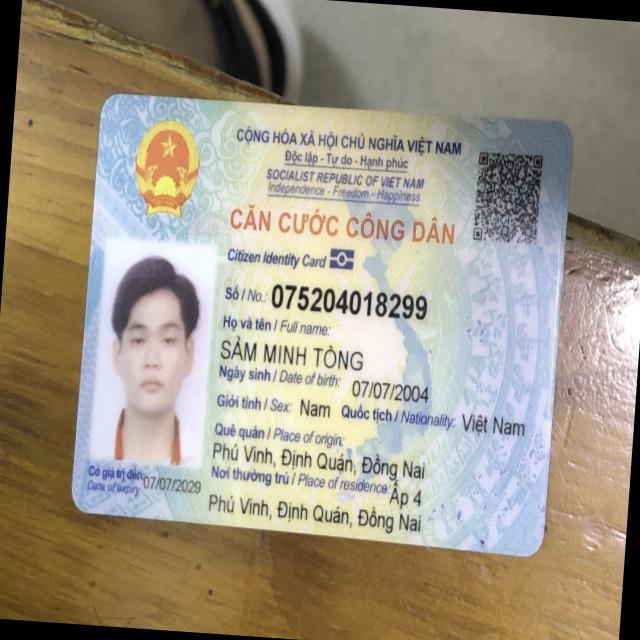 CỘNG HÒA XÃ HỘI CHỦ NGHĨA VIỆT NAM
Độc lập - Tự do - Hạnh phúc
SOCIALIST REPUBLIC OF VIET NAM
Independence - Freedom - Happiness
CĂN CƯỚC CÔNG DÂN
Citizen Identity Card
Số / No.: 075204018299
Họ và tên / Full name:
SẢM MINH TÒNG
Ngày sinh / Date of birth: 07/07/2004
Giới tính / Sex: Nam Quốc tịch / Nationality: Việt Nam
Quê quán / Place of origin:
Phú Vinh, Định Quán, Đồng Nai
Nơi thường trú / Place of residence: Ấp 4
Phú Vinh, Định Quán, Đồng Nai
Có giá trị đến: 07/07/2029
Date of expiry